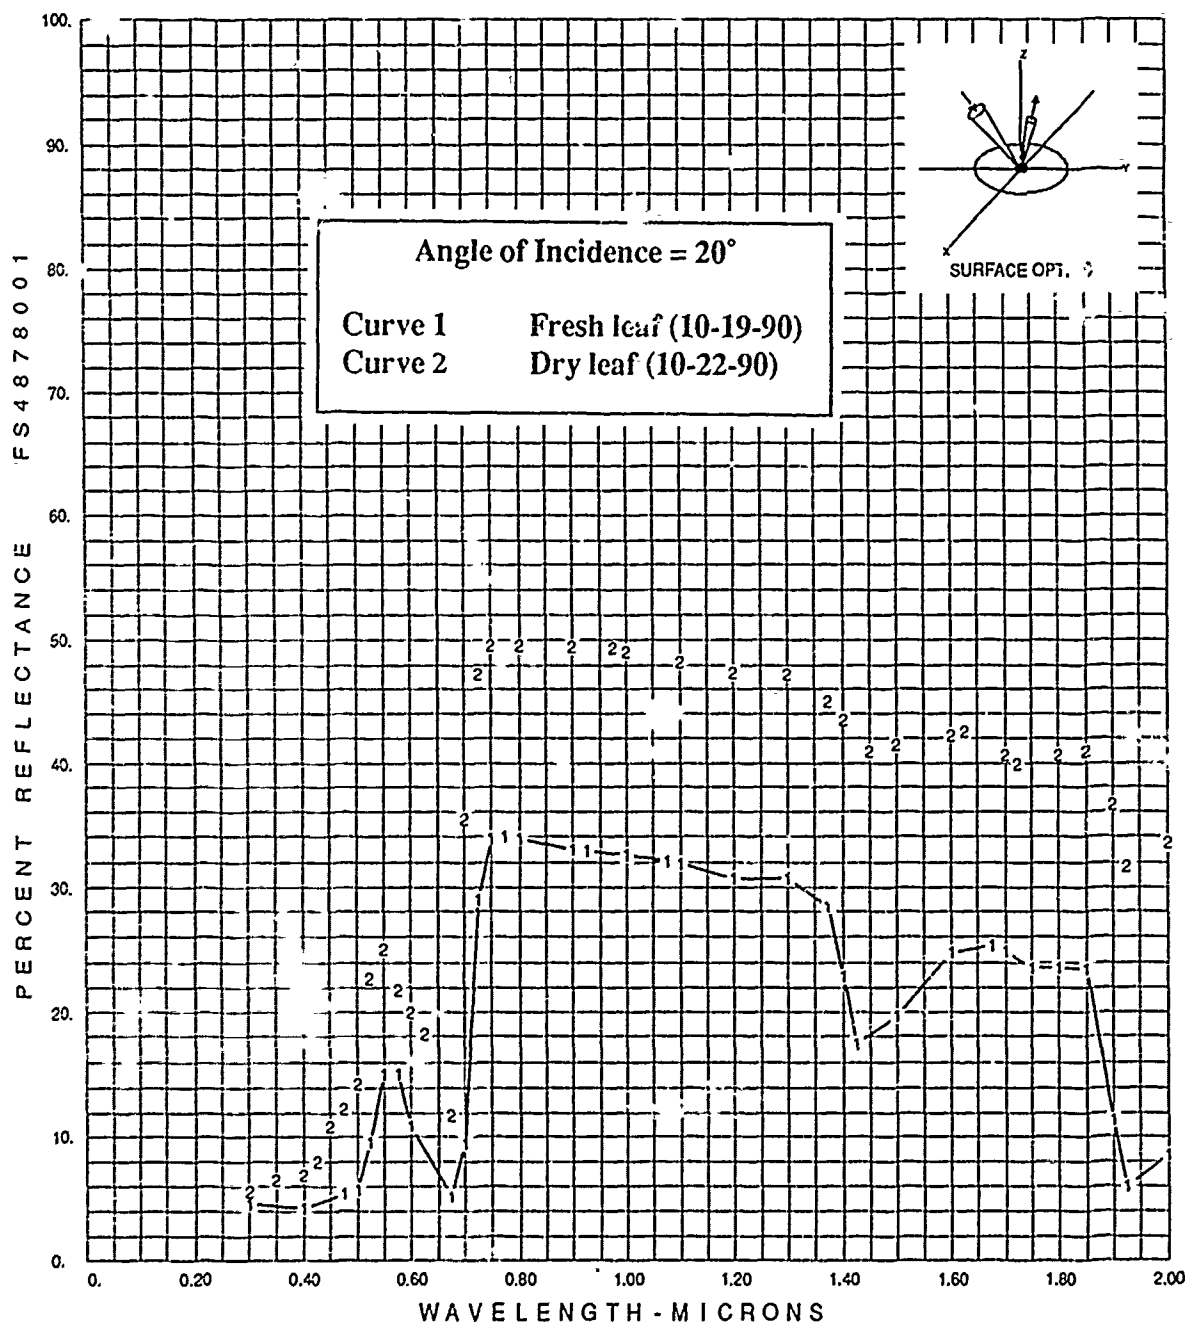 100.
90.
80.
70.
60.
50.
40.
30.
20.
10.
0.
PERCENT REFLECTANCE FS4878001
Z
Y
X
SURFACE OPT.
Angle of Incidence = 20°
Curve 1 Fresh leaf (10-19-90)
Curve 2 Dry leaf (10-22-90)
0. 0.20 0.40 0.60 0.80 1.00 1.20 1.40 1.60 1.80 2.00
WAVELENGTH-MICRONS